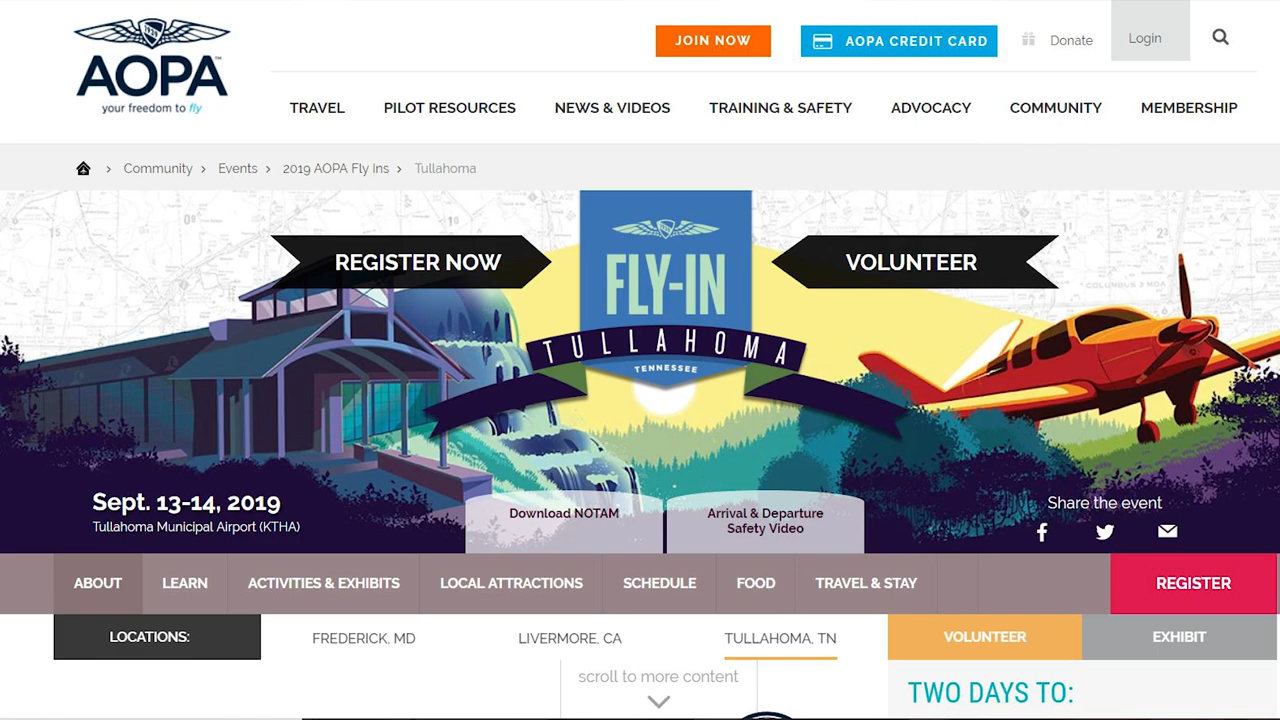 JOIN NOW
AOPA CREDIT CARD
Donate
Login
AOPA
your freedom to fly
TRAVEL
PILOT RESOURCES
NEWS & VIDEOS
TRAINING & SAFETY
ADVOCACY
COMMUNITY
MEMBERSHIP
Community
Events
2019 AOPA Fly Ins
Tullahoma
REGISTER NOW
FLY-IN
TULLAHOMA
TENNESSEE
VOLUNTEER
Sept. 13-14, 2019
Tullahoma Municipal Airport (KTHA)
Download NOTAM
Arrival & Departure
Safety Video
Share the event
ABOUT
LEARN
ACTIVITIES & EXHIBITS
LOCAL ATTRACTIONS
SCHEDULE
FOOD
TRAVEL & STAY
REGISTER
LOCATIONS:
FREDERICK, MD
LIVERMORE, CA
TULLAHOMA, TN
VOLUNTEER
EXHIBIT
scroll to more content
TWO DAYS TO: